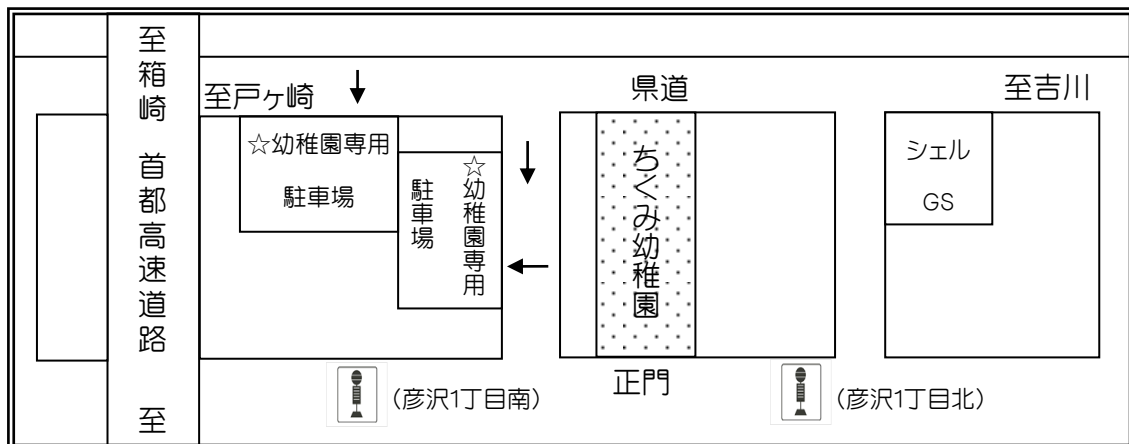 至箱崎 首都高速道路 至
至戸ヶ崎
県道
至吉川
☆幼稚園専用
駐車場
☆幼稚園専用
駐車場
ちぐみ幼稚園
シェル
GS
正門
(彦沢1丁目南)
(彦沢1丁目北)